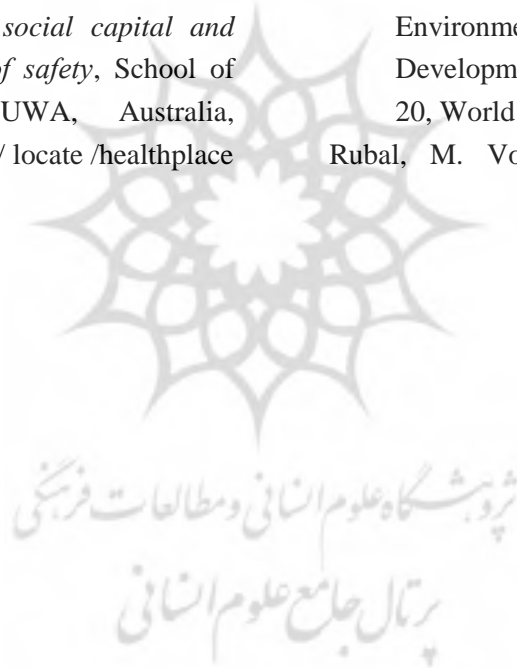 social capital and
of safety, School of
UWA, Australia,
/ locate /healthplace
Environme
Developm
20, World
Rubal, M. Vo
پژوهشگاه علوم انسانی و مطالعات فرهنگی
پرتال جامع علوم انسانی